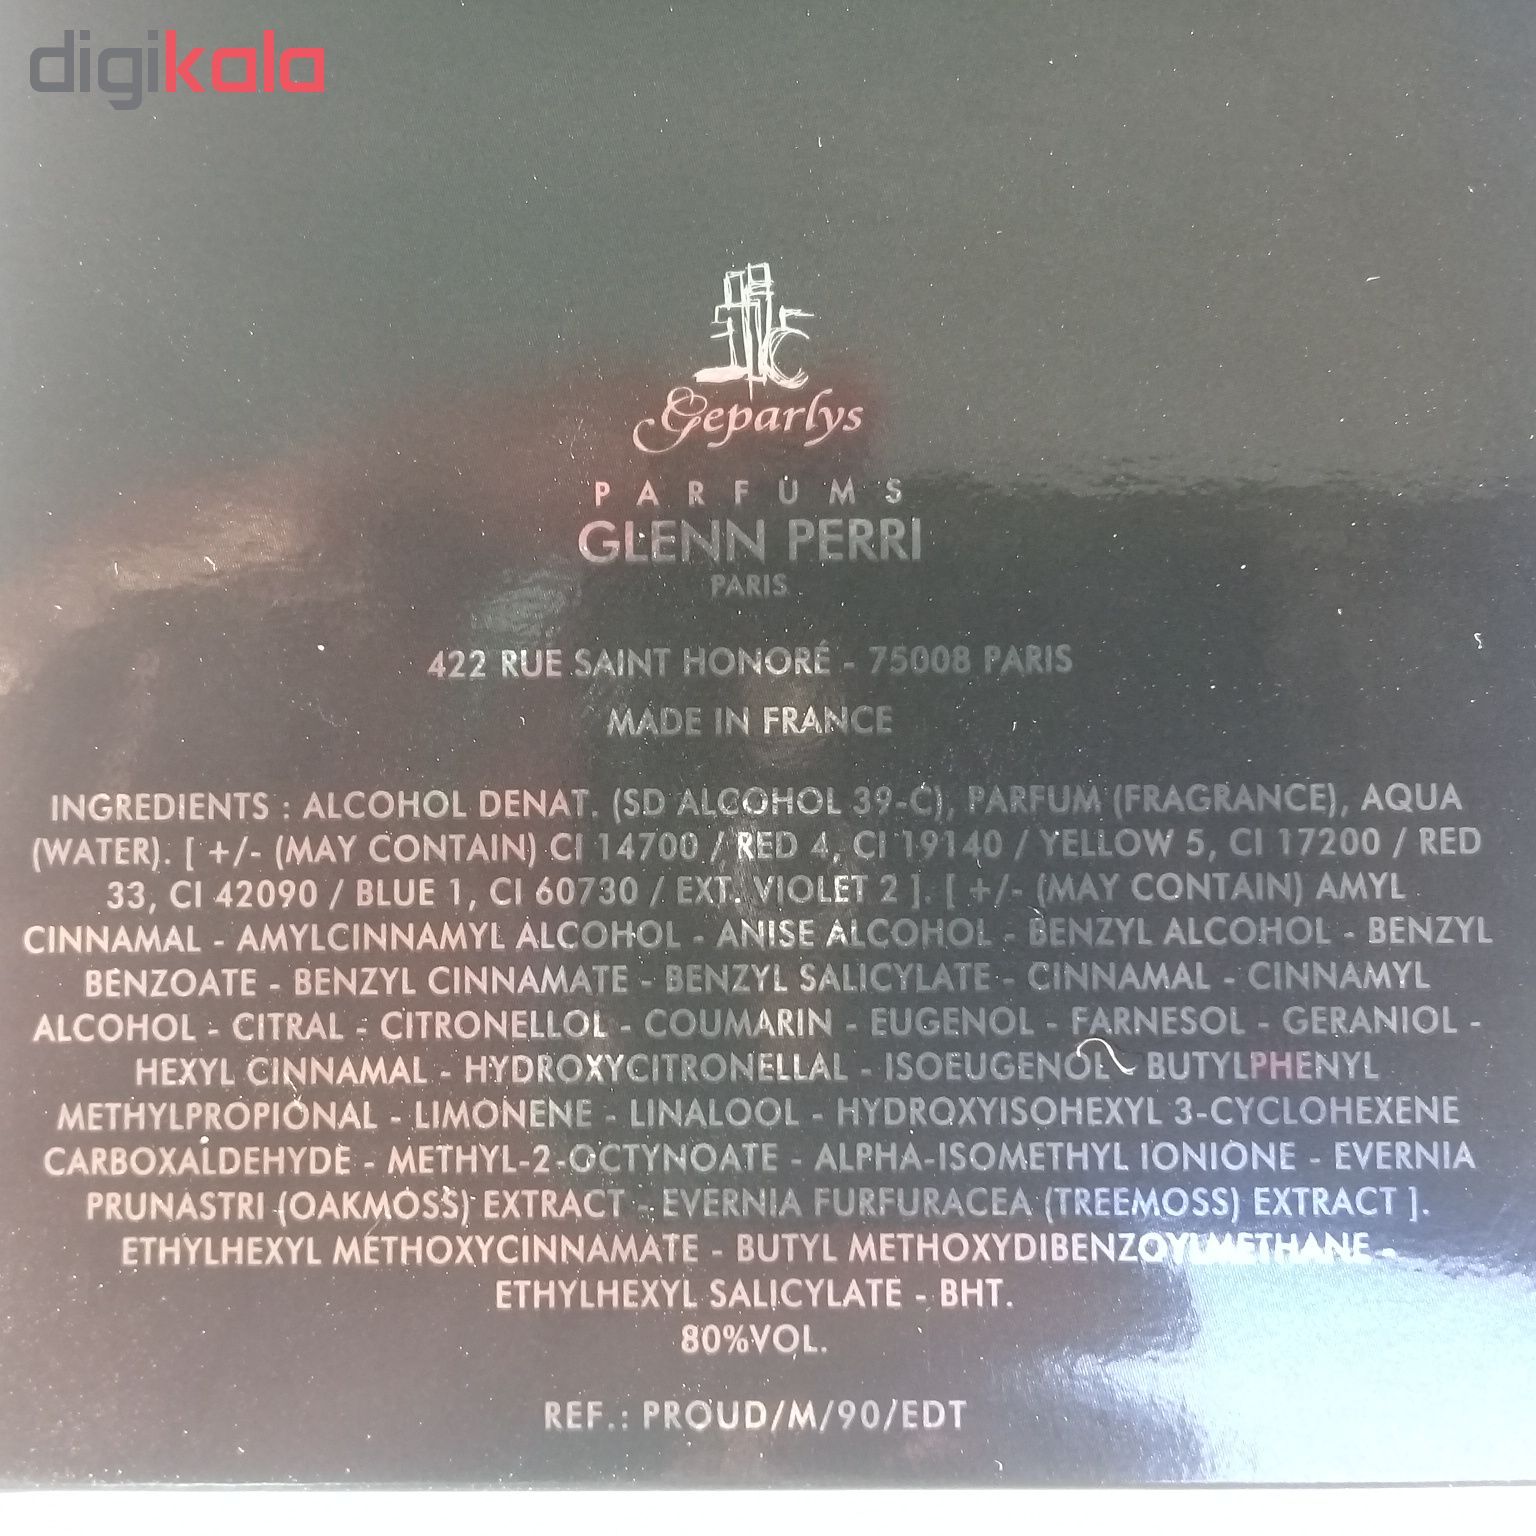 digikala
Geparlys
PARFUMS
GLENN PERRI
PARIS
422 RUE SAINT HONORÉ - 75008 PARIS
MADE IN FRANCE
INGREDIENTS : ALCOHOL DENAT. (SD ALCOHOL 39-C), PARFUM (FRAGRANCE), AQUA
(WATER). [ +/- (MAY CONTAIN) CI 14700 / RED 4, CI 19140 / YELLOW 5, CI 17200 / RED
33, CI 42090 / BLUE 1, CI 60730 / EXT. VIOLET 2 ]. [ +/- (MAY CONTAIN) AMYL
CINNAMAL - AMYLCINNAMYL ALCOHOL - ANISE ALCOHOL - BENZYL ALCOHOL - BENZYL
BENZOATE - BENZYL CINNAMATE - BENZYL SALICYLATE - CINNAMAL - CINNAMYL
ALCOHOL - CITRAL - CITRONELLOL - COUMARIN - EUGENOL - FARNESOL - GERANIOL -
HEXYL CINNAMAL - HYDROXYCITRONELLAL - ISOEUGENOL - BUTYLPHENYL
METHYLPROPIONAL - LIMONENE - LINALOOL - HYDROXYISOHEXYL 3-CYCLOHEXENE
CARBOXALDEHYDE - METHYL-2-OCTYNOATE - ALPHA-ISOMETHYL IONIONE - EVERNIA
PRUNASTRI (OAKMOSS) EXTRACT - EVERNIA FURFURACEA (TREEMOSS) EXTRACT ].
ETHYLHEXYL METHOXYCINNAMATE - BUTYL METHOXYDIBENZOYLMETHANE -
ETHYLHEXYL SALICYLATE - BHT.
80%VOL.
REF.: PROUD/M/90/EDT